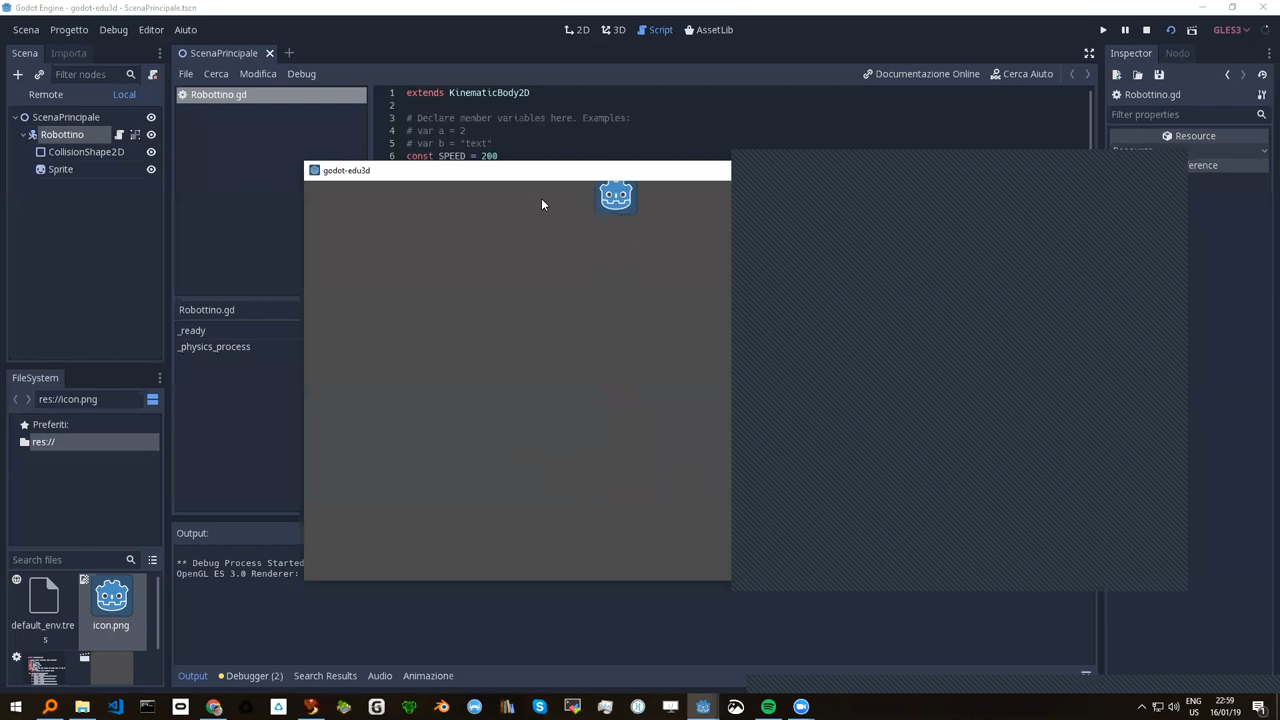 Godot Engine - godot-edu3d - ScenaPrincipale.tscn
Scena Progetto Debug Editor Aiuto
2D 3D Script AssetLib
GLES3
Scena Importa
Filter nodes
Remote Local
ScenaPrincipale
Robottino
CollisionShape2D
Sprite
ScenaPrincipale
File Cerca Modifica Debug
Documentazione Online Cerca Aiuto
Robottino.gd
1 extends KinematicBody2D
2
3 # Declare member variables here. Examples:
4 # var a = 2
5 # var b = "text"
6 const SPEED = 200
godot-edu3d
Robottino.gd
_ready
_physics_process
Inspector Nodo
Robottino.gd
Filter properties
Resource
ference
FileSystem
res://icon.png
Preferiti:
res://
Search files
default_env.tres
icon.png
Output:
** Debug Process Started
OpenGL ES 3.0 Renderer:
Output Debugger (2) Search Results Audio Animazione
ENG
US
22:59
16/01/19